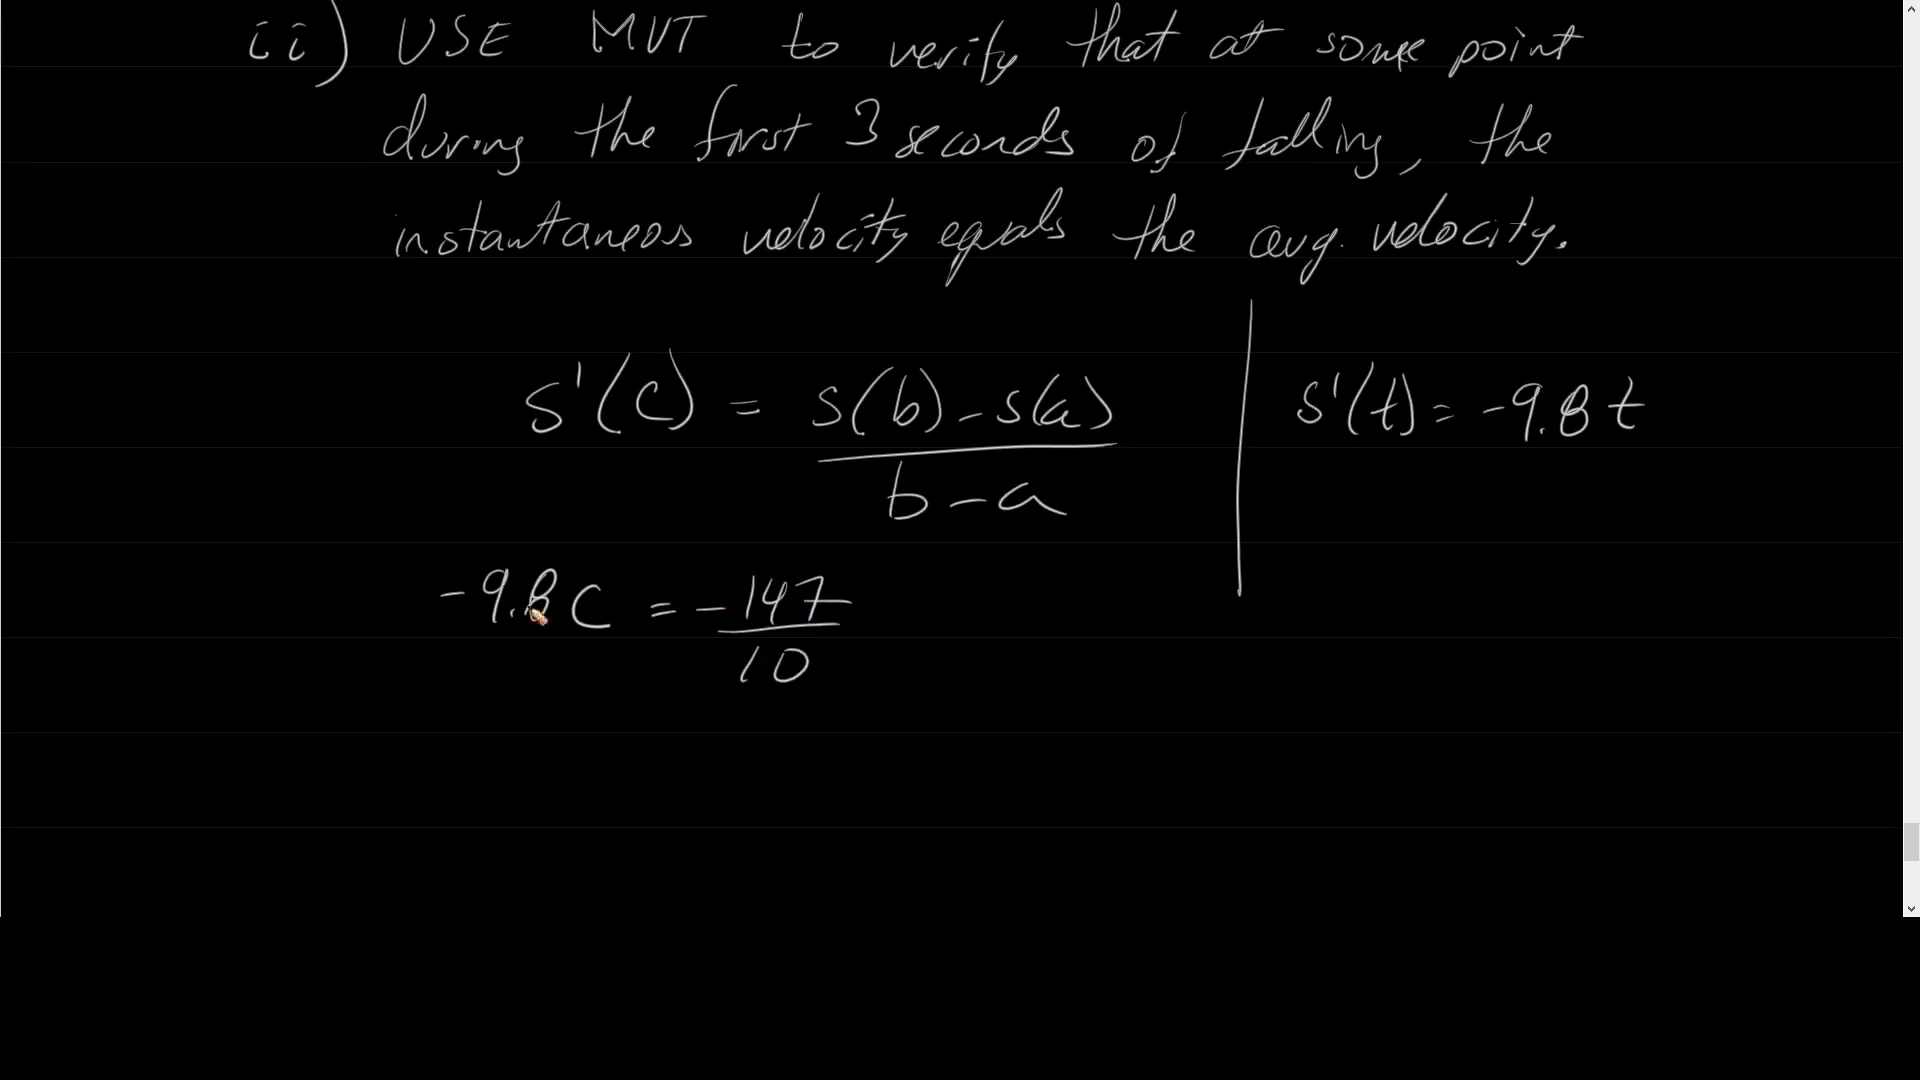 ii) USE MVT to verify that at some point
during the first 3 seconds of falling, the
instantaneos velocity equals the avg. velocity.
s'(c) = s(b) - s(a) / b - a
s'(t) = -9.8t
-9.8c = -147/10